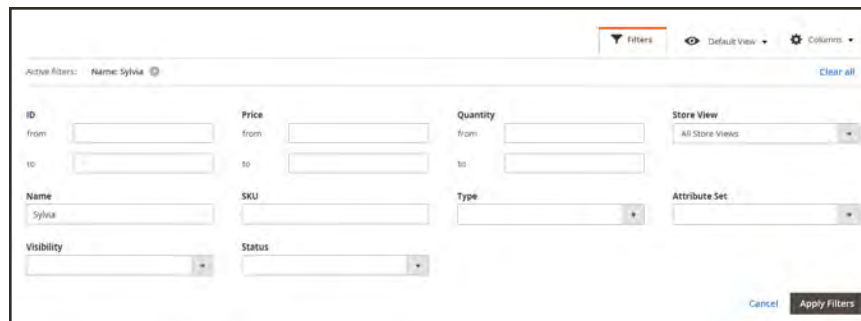 Filters Default View Columns
Active filters: Name: Sylvia Clear all
ID Price Quantity Store View
from from from All Store Views
to to to
Name SKU Type Attribute Set
Sylvia
Visibility Status
Cancel Apply Filters